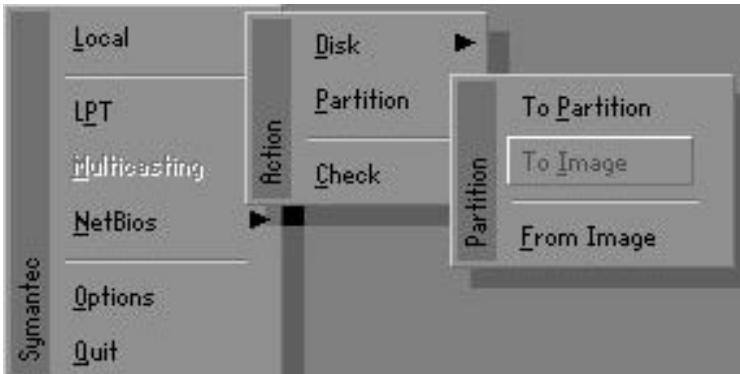 Symantec
Local
LPT
Multicasting
NetBios
Options
Quit
Action
Disk
Partition
Check
Partition
To Partition
To Image
From Image